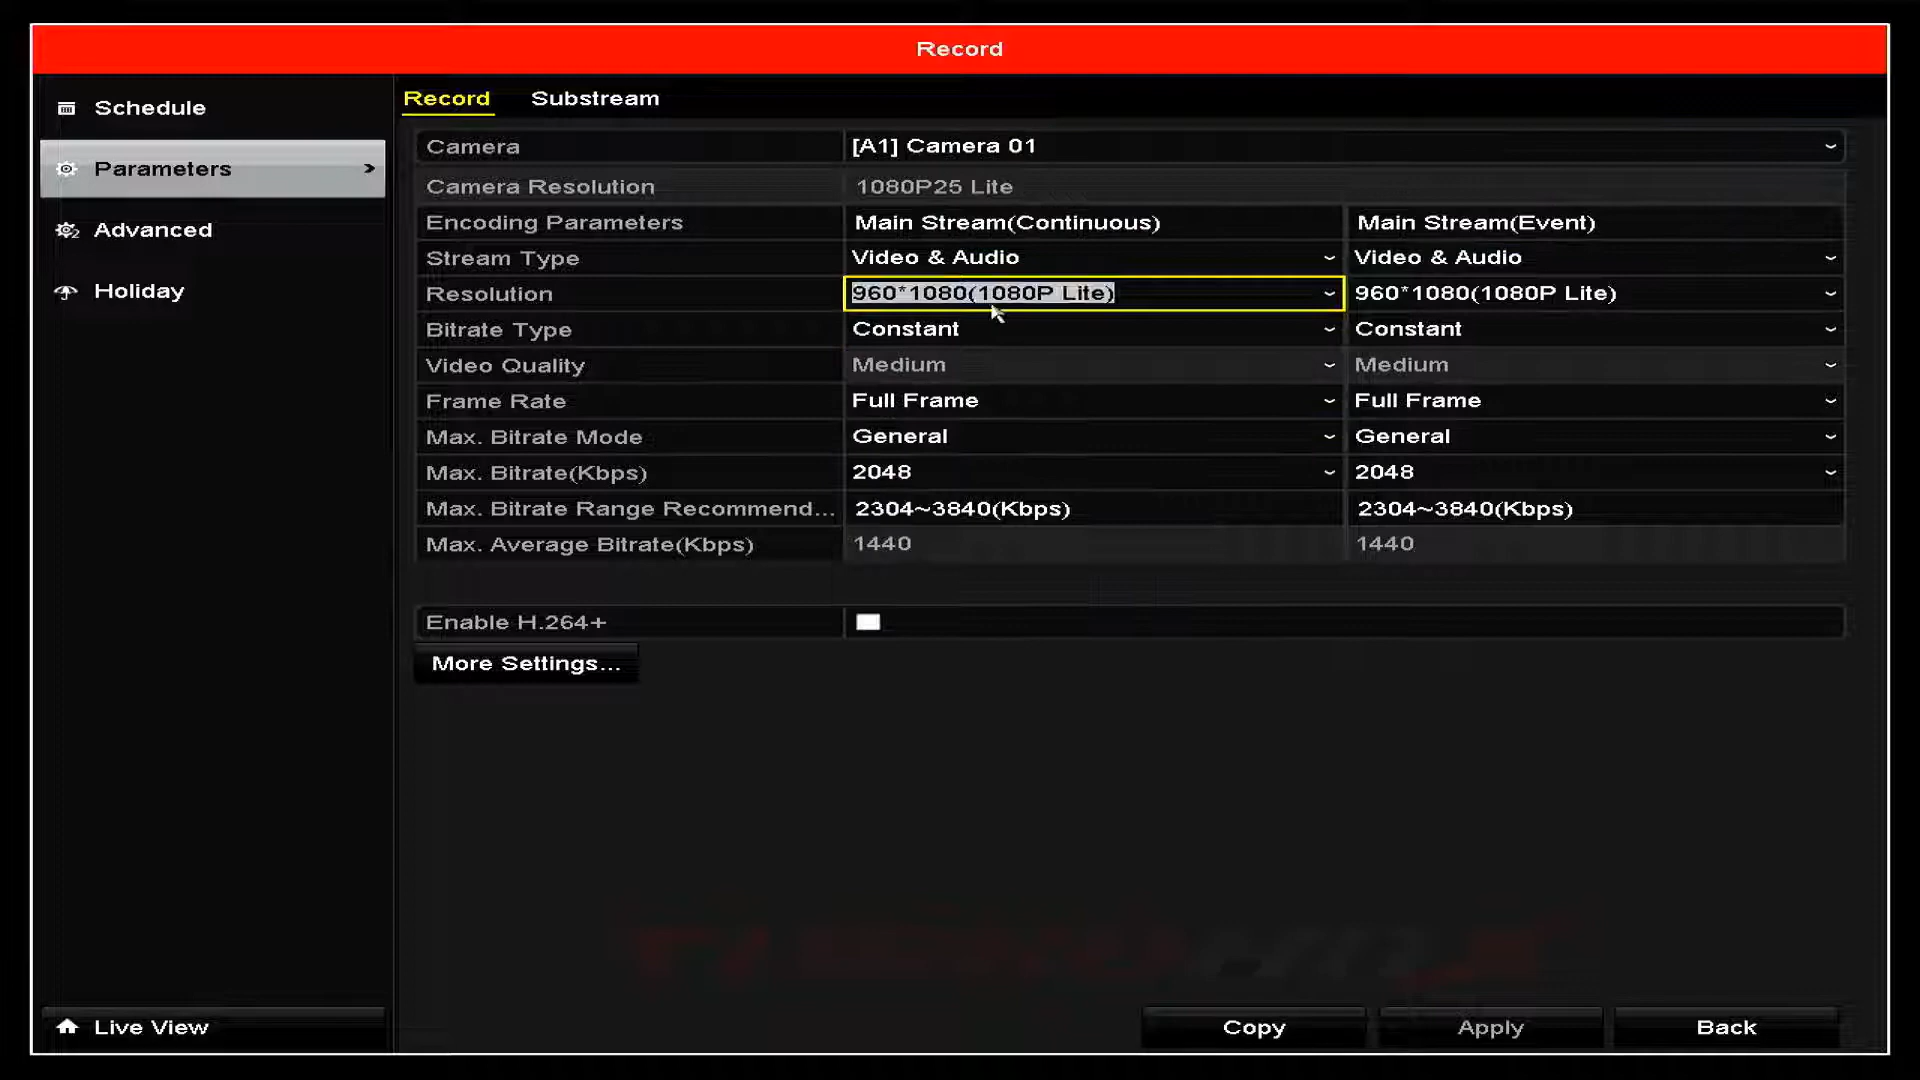 Record
Schedule
Parameters
Advanced
Holiday
Live View
Record Substream
Camera [A1] Camera 01
Camera Resolution 1080P25 Lite
Encoding Parameters Main Stream(Continuous) Main Stream(Event)
Stream Type Video & Audio Video & Audio
Resolution 960*1080(1080P Lite) 960*1080(1080P Lite)
Bitrate Type Constant Constant
Video Quality Medium Medium
Frame Rate Full Frame Full Frame
Max. Bitrate Mode General General
Max. Bitrate(Kbps) 2048 2048
Max. Bitrate Range Recommend... 2304~3840(Kbps) 2304~3840(Kbps)
Max. Average Bitrate(Kbps) 1440 1440
Enable H.264+
More Settings...
Copy Apply Back